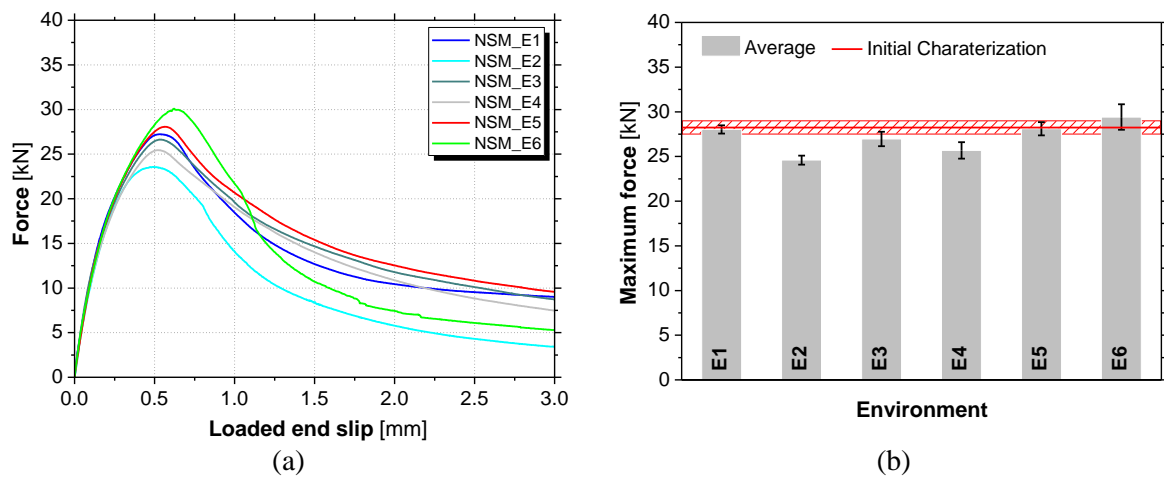 40
35
30
25
20
15
10
5
0
Force [kN]
0.0 0.5 1.0 1.5 2.0 2.5 3.0
Loaded end slip [mm]
NSM_E1
NSM_E2
NSM_E3
NSM_E4
NSM_E5
NSM_E6
(a)
40
35
30
25
20
15
10
5
0
Maximum force [kN]
Average Initial Charaterization
E1 E2 E3 E4 E5 E6
Environment
(b)